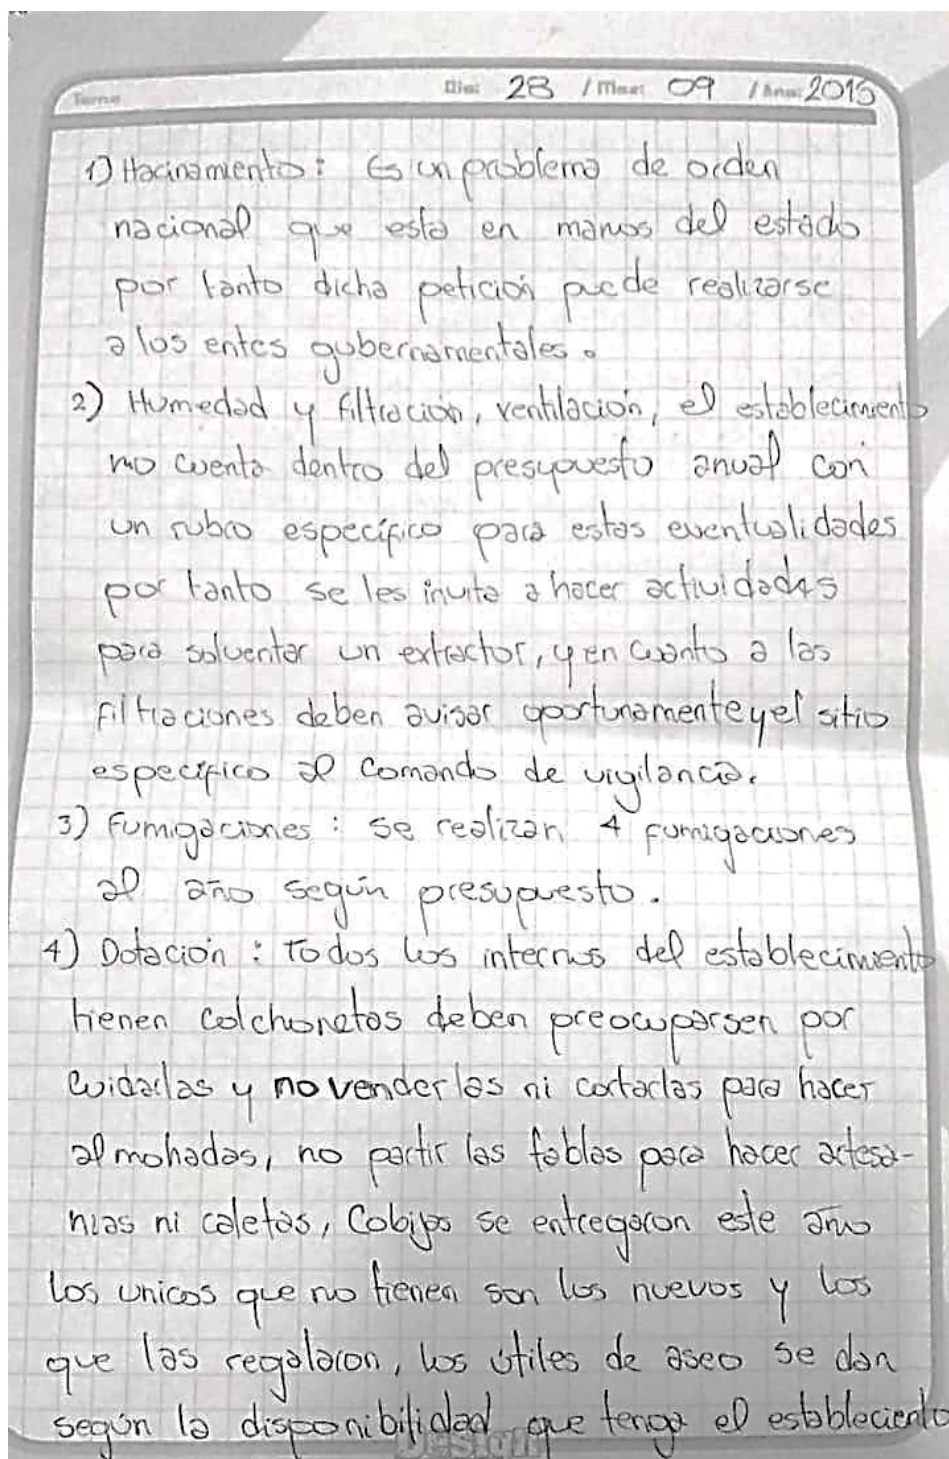 Tema Dia: 28 / Mes: 09 / Ano: 2015
1) Hacinamiento: Es un problema de orden
nacional que esta en manos del estado
por tanto dicha petición puede realizarse
a los entes gubernamentales.
2) Humedad y filtración, ventilación, el establecimiento
no cuenta dentro del presupuesto anual con
un rubro específico para estas eventualidades
por tanto se les invita a hacer actividades
para solventar un extractor, y en cuanto a las
filtraciones deben avisar oportunamente y el sitio
específico al comando de vigilancia.
3) Fumigaciones: se realizan 4 fumigaciones
al año según presupuesto.
4) Dotación: Todos los internos del establecimiento
tienen colchonetas deben preocuparsen por
cuidarlas y no venderlas ni cortarlas para hacer
almohadas, no partir las tablas para hacer artesa-
nias ni caletas, Cobijas se entregaron este año
los unicos que no tienen son los nuevos y los
que las regalaron, los útiles de aseo se dan
según la disponibilidad que tenga el estableciento
Design